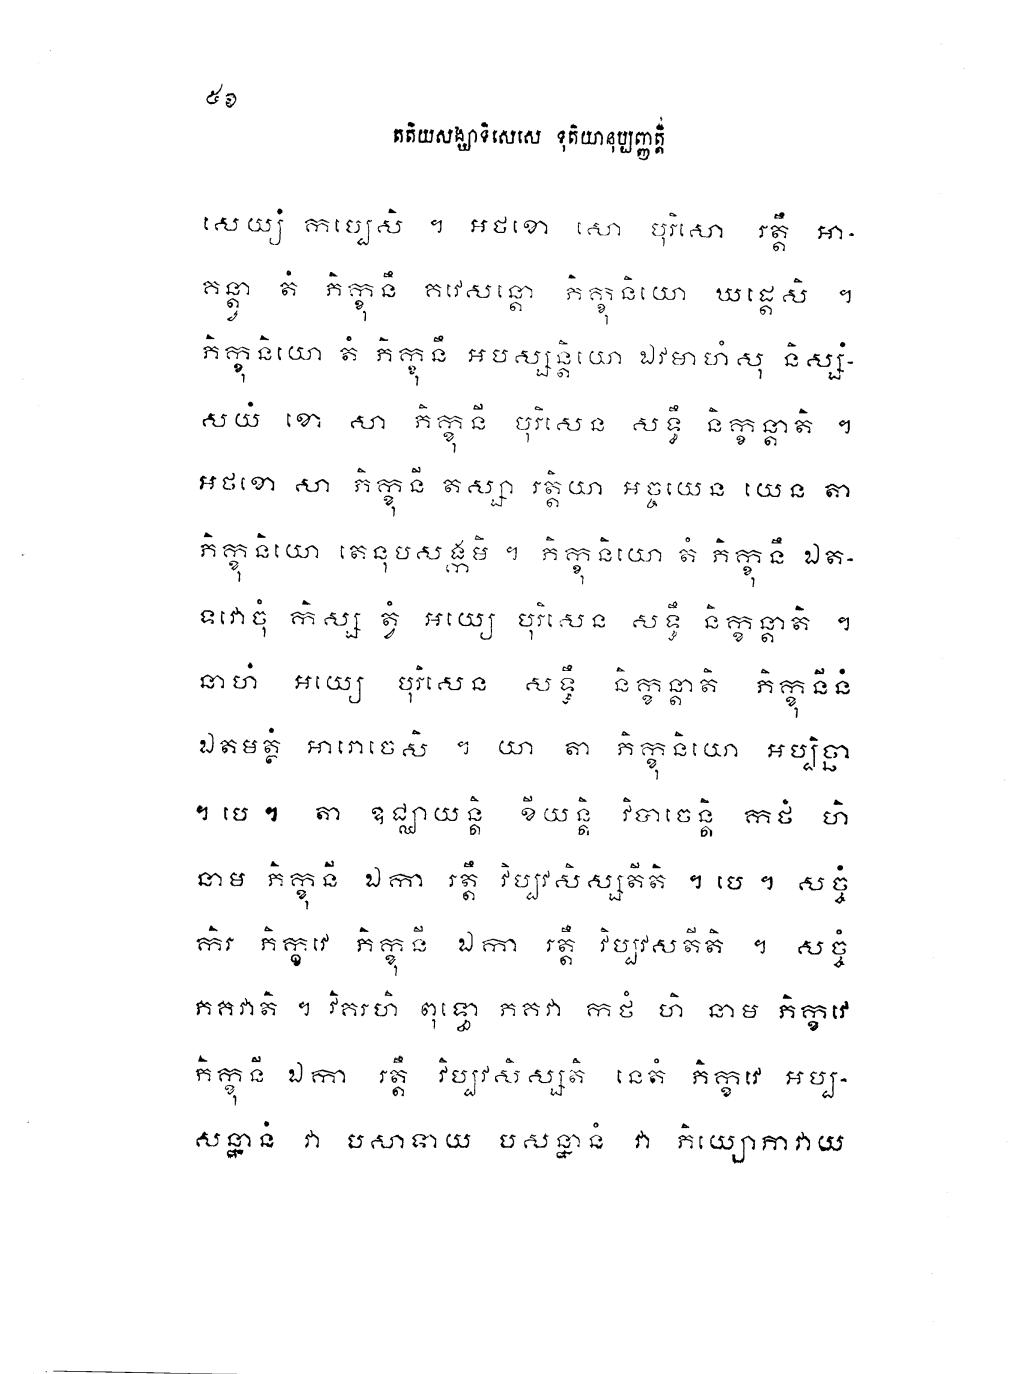 ៥៦
តតិយសង្ឃាទិសេសេ ទុតិយានុប្បញ្ញត្តិ
សេយ្យំ កប្បេសិ ។ អថខោ សោ បុរិសោ រត្តឹ អា-
គន្ត្វា តំ ភិក្ខុនឹ គវេសន្តោ ភិក្ខុនិយោ ឃដ្តេសិ ។
ភិក្ខុនិយោ តំ ភិក្ខុនឹ អបស្សន្តិយោ ឯវមាហំសុ និស្សំ-
សយំ ខោ សា ភិក្ខុនី បុរិសេន សទ្ធឹ និក្ខន្តាតិ ។
អថខោ សា ភិក្ខុនី តស្សា រត្តិយា អច្ចយេន យេន តា
ភិក្ខុនិយោ តេនុបសង្កមិ ។ ភិក្ខុនិយោ តំ ភិក្ខុនឹ ឯត-
ទវោចុំ កិស្ស ត្វំ អយ្យេ បុរិសេន សទ្ធឹ និក្ខន្តាតិ ។
នាហំ អយ្យេ បុរិសេន សទ្ធឹ និក្ខន្តាតិ ភិក្ខុនីនំ
ឯតមត្ថំ អារោចេសិ ។ យា តា ភិក្ខុនិយោ អប្បិច្ឆា
។ បេ ។ តា ឧជ្ឈាយន្តិ ខីយន្តិ វិបាចេន្តិ កថំ ហិ
នាម ភិក្ខុនី ឯកា រត្តឹ វិប្បវសិស្សតីតិ ។ បេ ។ សច្ចំ
កិរ ភិក្ខវេ ភិក្ខុនី ឯកា រត្តឹ វិប្បវសតីតិ ។ សច្ចំ
ភគវាតិ ។ វិគរហិ ពុទ្ធោ ភគវា កថំ ហិ នាម ភិក្ខវេ
ភិក្ខុនី ឯកា រត្តឹ វិប្បវសិស្សតិ នេតំ ភិក្ខវេ អប្ប-
សន្នានំ វា បសាទាយ បសន្នានំ វា ភិយ្យោភាវាយ